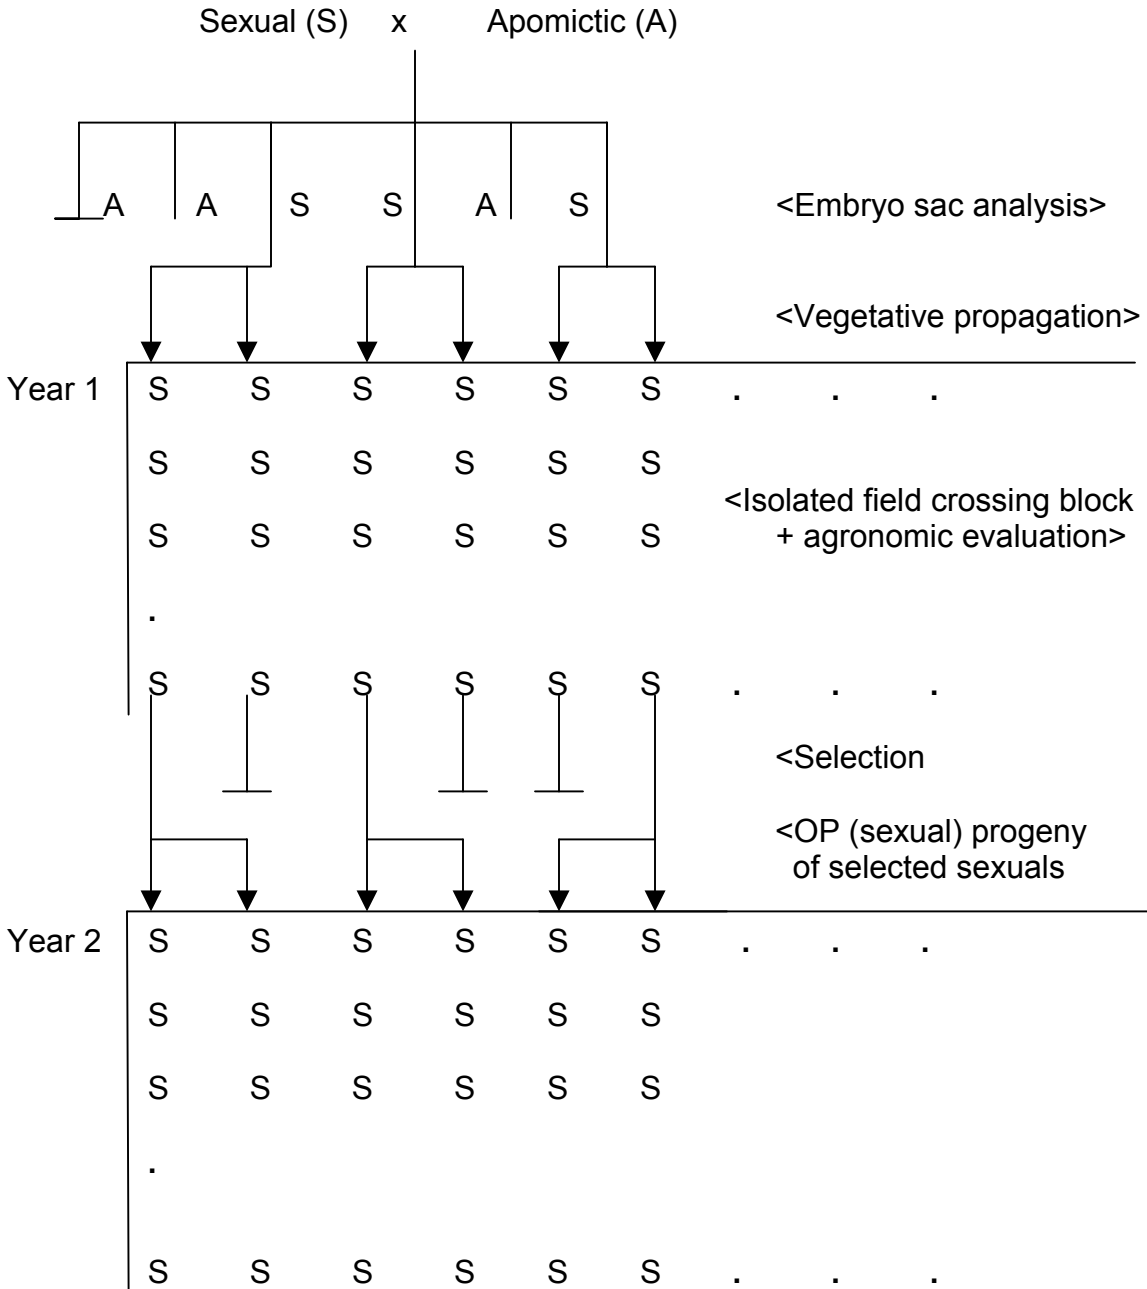 Sexual (S) x Apomictic (A)
A A S S A S <Embryo sac analysis>
<Vegetative propagation>
Year 1 S S S S S S . . .
S S S S S S
<Isolated field crossing block
S S S S S S + agronomic evaluation>
.
S S S S S S . . .
<Selection
<OP (sexual) progeny
of selected sexuals
Year 2 S S S S S S . . .
S S S S S S
S S S S S S
.
S S S S S S . . .